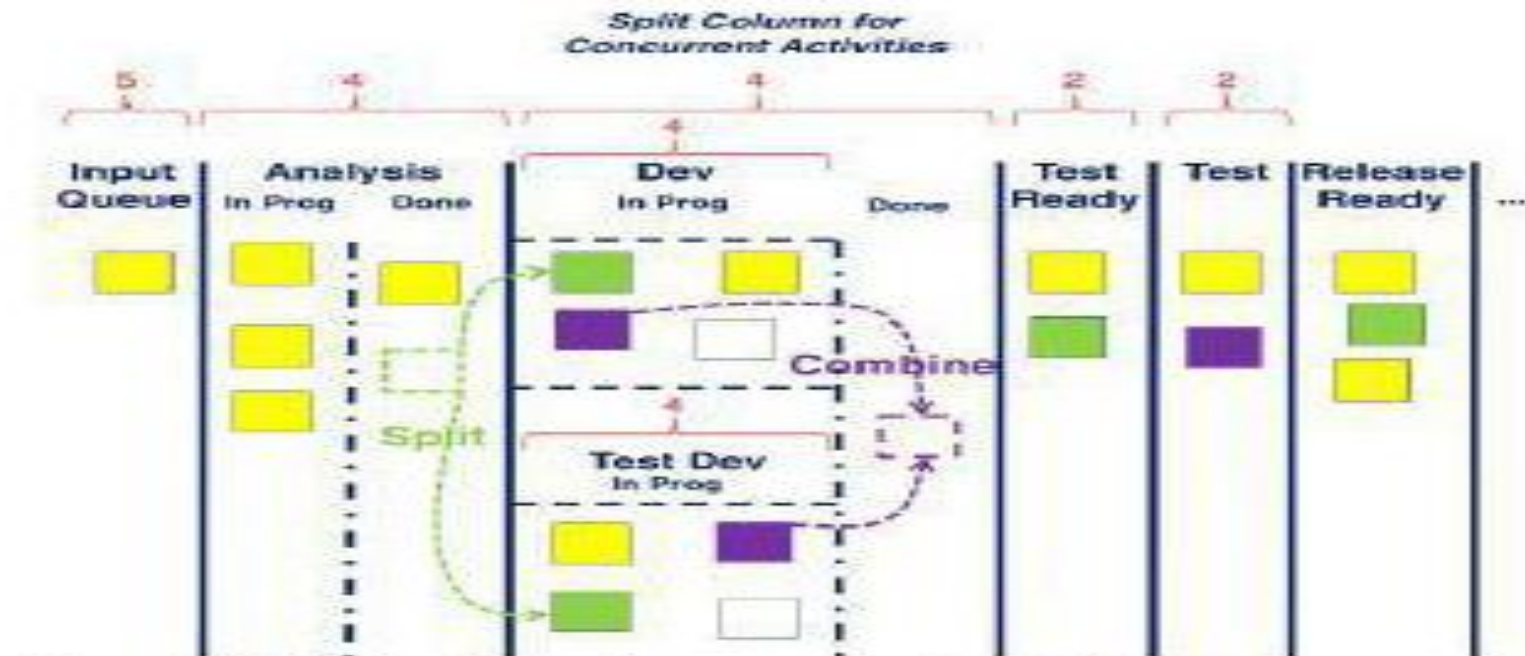 Split Column for
Concurrent Activities
5 4 4 2 2
4
Input Queue
Analysis
In Prog Done
Dev
In Prog
Done
Test Ready
Test
Release Ready
...
Split
Combine
4
Test Dev
In Prog